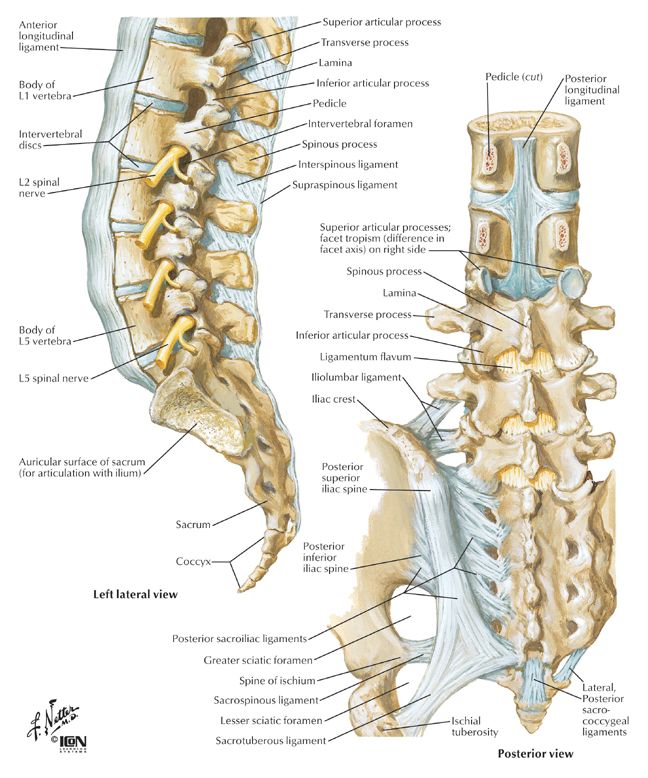 Anterior
longitudinal
ligament
Body of
L1 vertebra
Intervertebral
discs
L2 spinal
nerve
Body of
L5 vertebra
L5 spinal nerve
Auricular surface of sacrum
(for articulation with ilium)
Sacrum
Coccyx
Left lateral view
Superior articular process
Transverse process
Lamina
Inferior articular process
Pedicle
Intervertebral foramen
Spinous process
Interspinous ligament
Supraspinous ligament
Pedicle (cut)
Posterior
longitudinal
ligament
Superior articular processes;
facet tropism (difference in
facet axis) on right side
Spinous process
Lamina
Transverse process
Inferior articular process
Ligamentum flavum
Iliolumbar ligament
Iliac crest
Posterior
superior
iliac spine
Posterior
inferior
iliac spine
Posterior sacroiliac ligaments
Greater sciatic foramen
Spine of ischium
Sacrospinous ligament
Lesser sciatic foramen
Sacrotuberous ligament
Ischial
tuberosity
Lateral,
Posterior
sacro-
coccygeal
ligaments
Posterior view
F. Netter
M.D.
© ICON
LEARNING
SYSTEMS